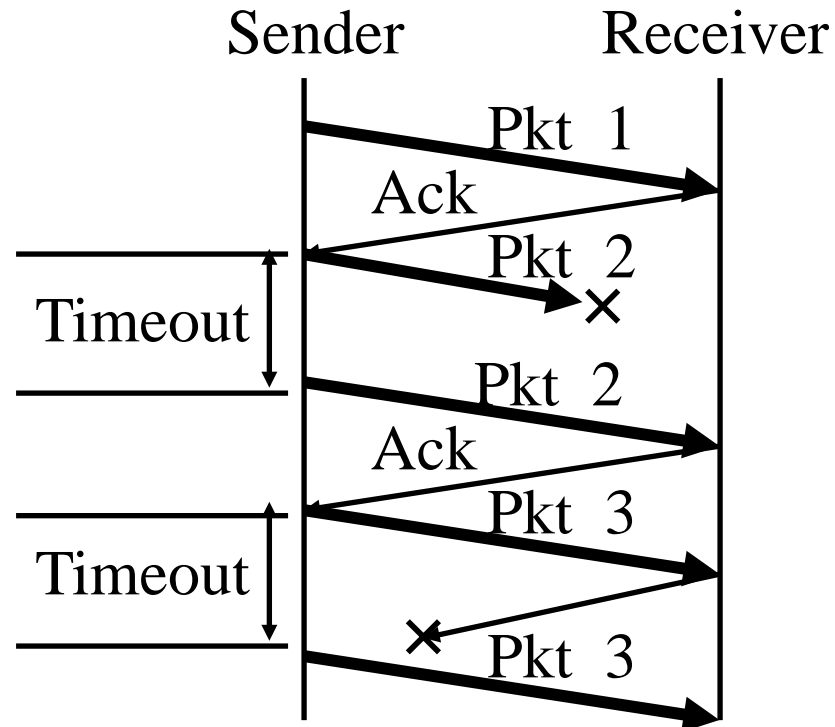 Sender Receiver
Pkt 1
Ack
Pkt 2
Timeout
Pkt 2
Ack
Pkt 3
Timeout
Pkt 3